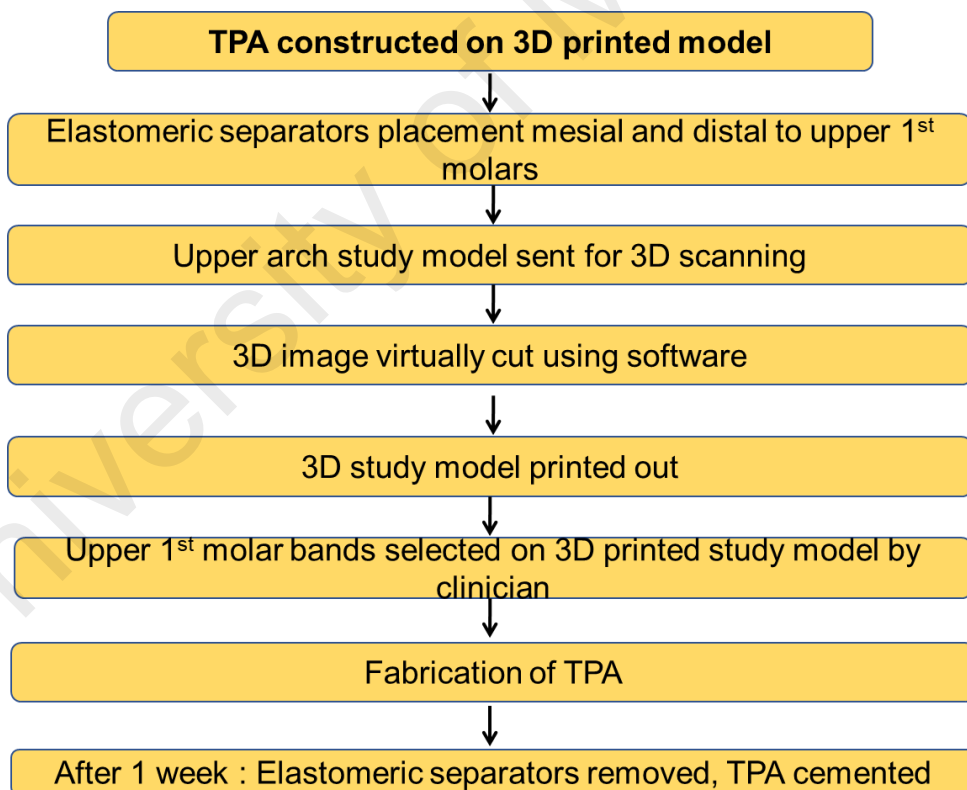 TPA constructed on 3D printed model
Elastomeric separators placement mesial and distal to upper 1st
molars
Upper arch study model sent for 3D scanning
3D image virtually cut using software
3D study model printed out
Upper 1st molar bands selected on 3D printed study model by
clinician
Fabrication of TPA
After 1 week : Elastomeric separators removed, TPA cemented
University of